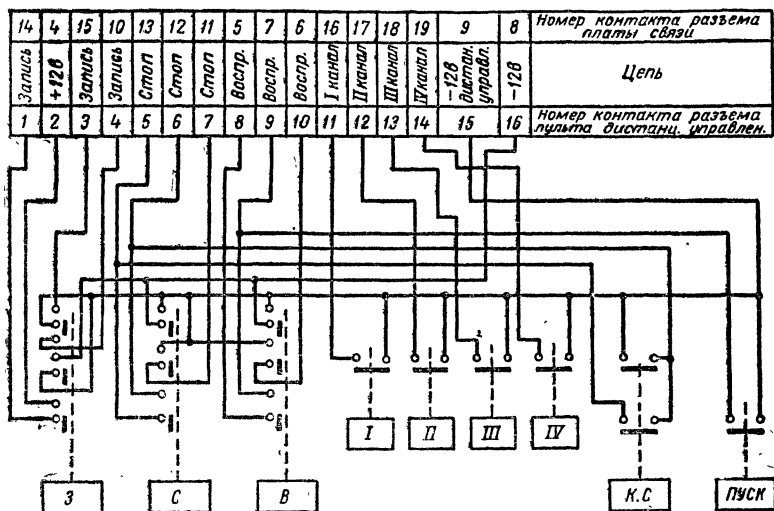 14 4 15 10 13 12 11 5 7 6 16 17 18 19 9 8 Номер контакта разъема
платы связи
Запись +12в Запись Запись Стоп Стоп Стоп Воспр. Воспр. Воспр. I канал II канал III канал IV канал -12в дистан. управл. -12в Цепь
1 2 3 4 5 6 7 8 9 10 11 12 13 14 15 16 Номер контакта разъема
пульта дистанц. управлен.
I II III IV
З С В К.С ПУСК